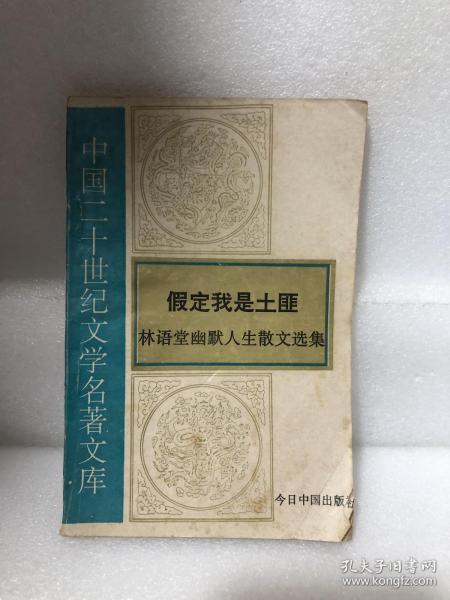 中国二十世纪文学名著文库
假定我是土匪
林语堂幽默人生散文选集
今日中国出版社
孔夫子旧书网
www.kongfz.com